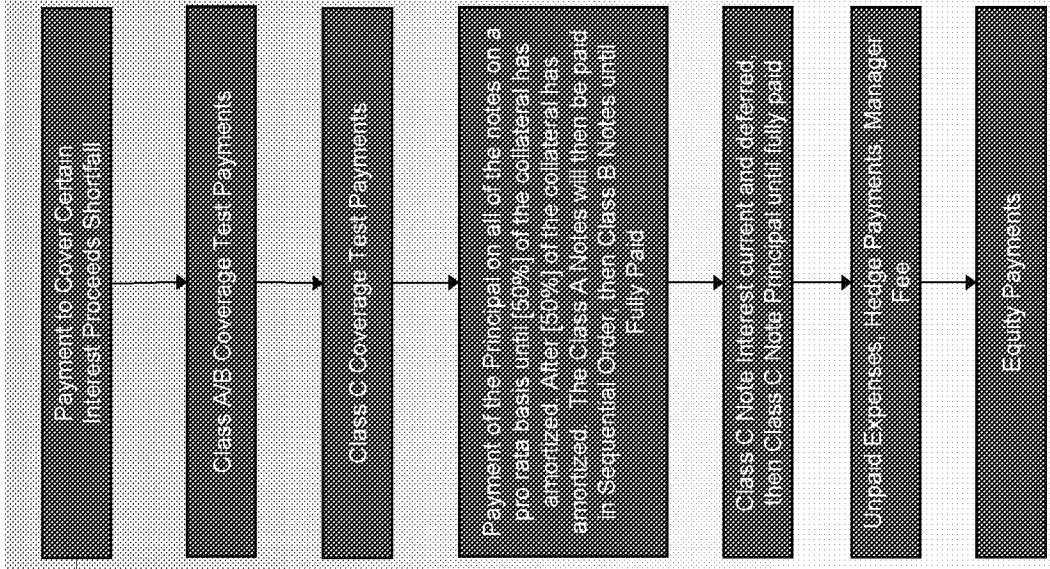 Payment to Cover Certain
Interest Proceeds Shortfall
Class A/B Coverage Test Payments
Class C Coverage Test Payments
Payment of the Principal on all of the notes on a
pro rata basis until [50%] of the collateral has
amortized. After [50%] of the collateral has
amortized. The Class A Notes will then be paid
in Sequential Order, then Class B Notes until
Fully Paid
Class C Note Interest current and deferred
then Class C Note Principal until fully paid
Unpaid Expenses, Hedge Payments, Manager
Fee
Equity Payments